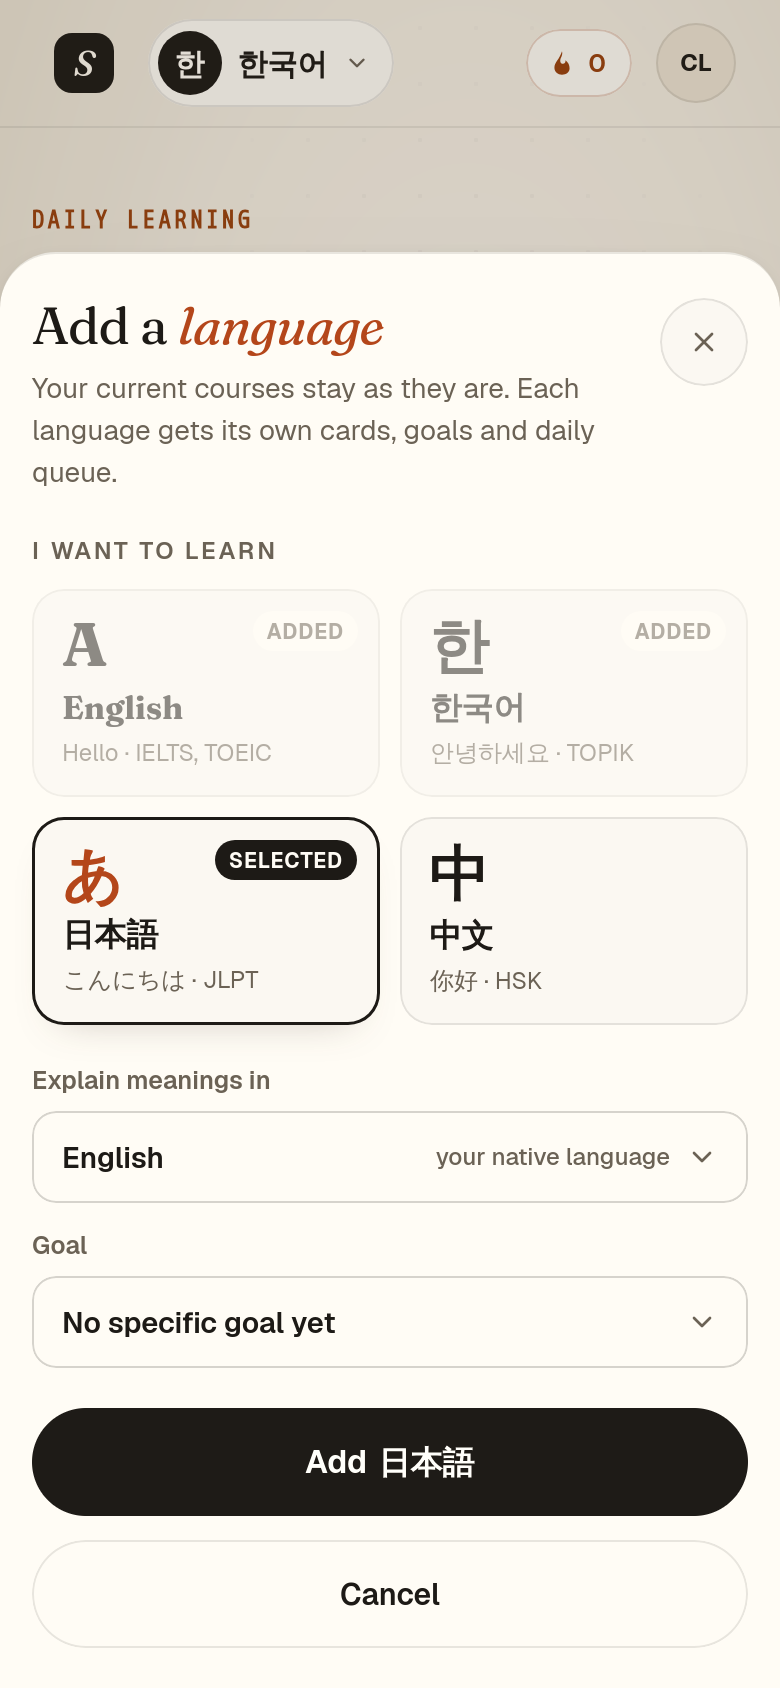 S 한 한국어 0 CL
DAILY LEARNING
Add a language
Your current courses stay as they are. Each
language gets its own cards, goals and daily
queue.
I WANT TO LEARN
A ADDED
English
Hello · IELTS, TOEIC
한 ADDED
한국어
안녕하세요 · TOPIK
あ SELECTED
日本語
こんにちは · JLPT
中
中文
你好 · HSK
Explain meanings in
English your native language
Goal
No specific goal yet
Add 日本語
Cancel